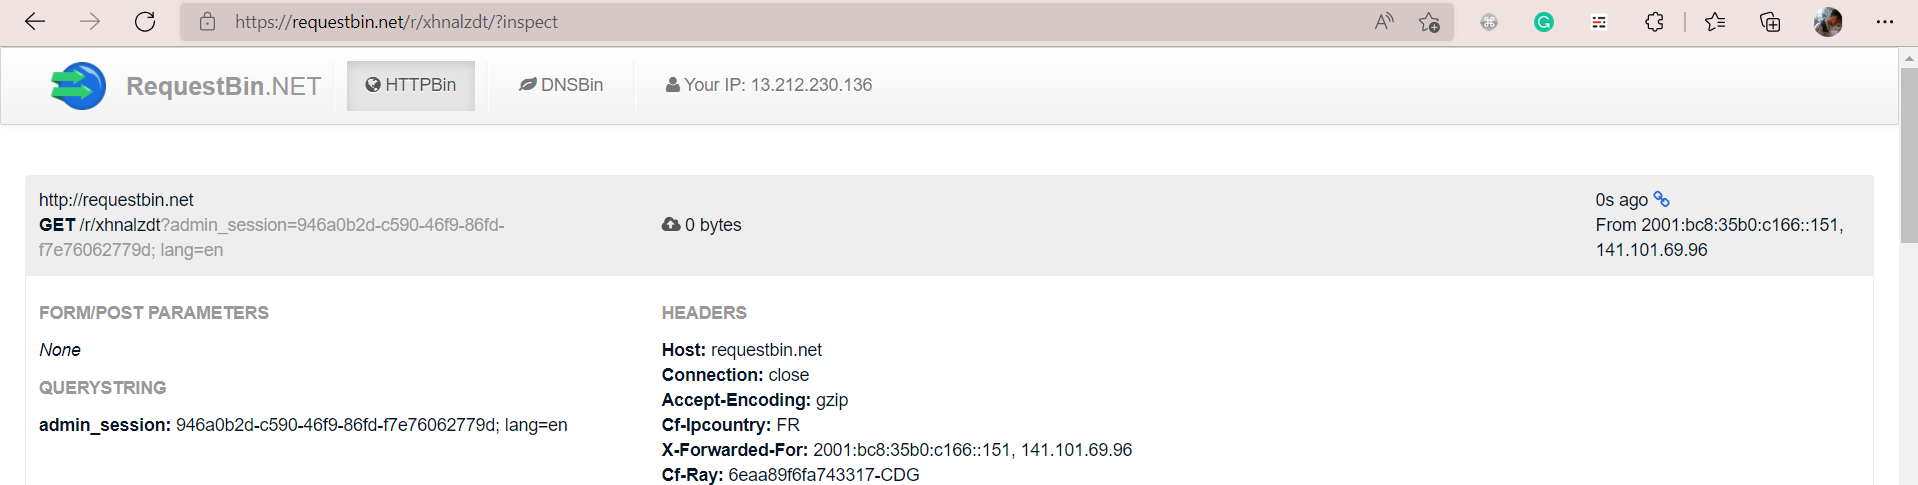 https://requestbin.net/r/xhnalzdt/?inspect
RequestBin.NET HTTPBin DNSBin Your IP: 13.212.230.136
http://requestbin.net
GET /r/xhnalzdt?admin_session=946a0b2d-c590-46f9-86fd-
f7e76062779d; lang=en
0 bytes
0s ago
From 2001:bc8:35b0:c166::151,
141.101.69.96
FORM/POST PARAMETERS
None
QUERYSTRING
admin_session: 946a0b2d-c590-46f9-86fd-f7e76062779d; lang=en
HEADERS
Host: requestbin.net
Connection: close
Accept-Encoding: gzip
Cf-Ipcountry: FR
X-Forwarded-For: 2001:bc8:35b0:c166::151, 141.101.69.96
Cf-Ray: 6eaa89f6fa743317-CDG